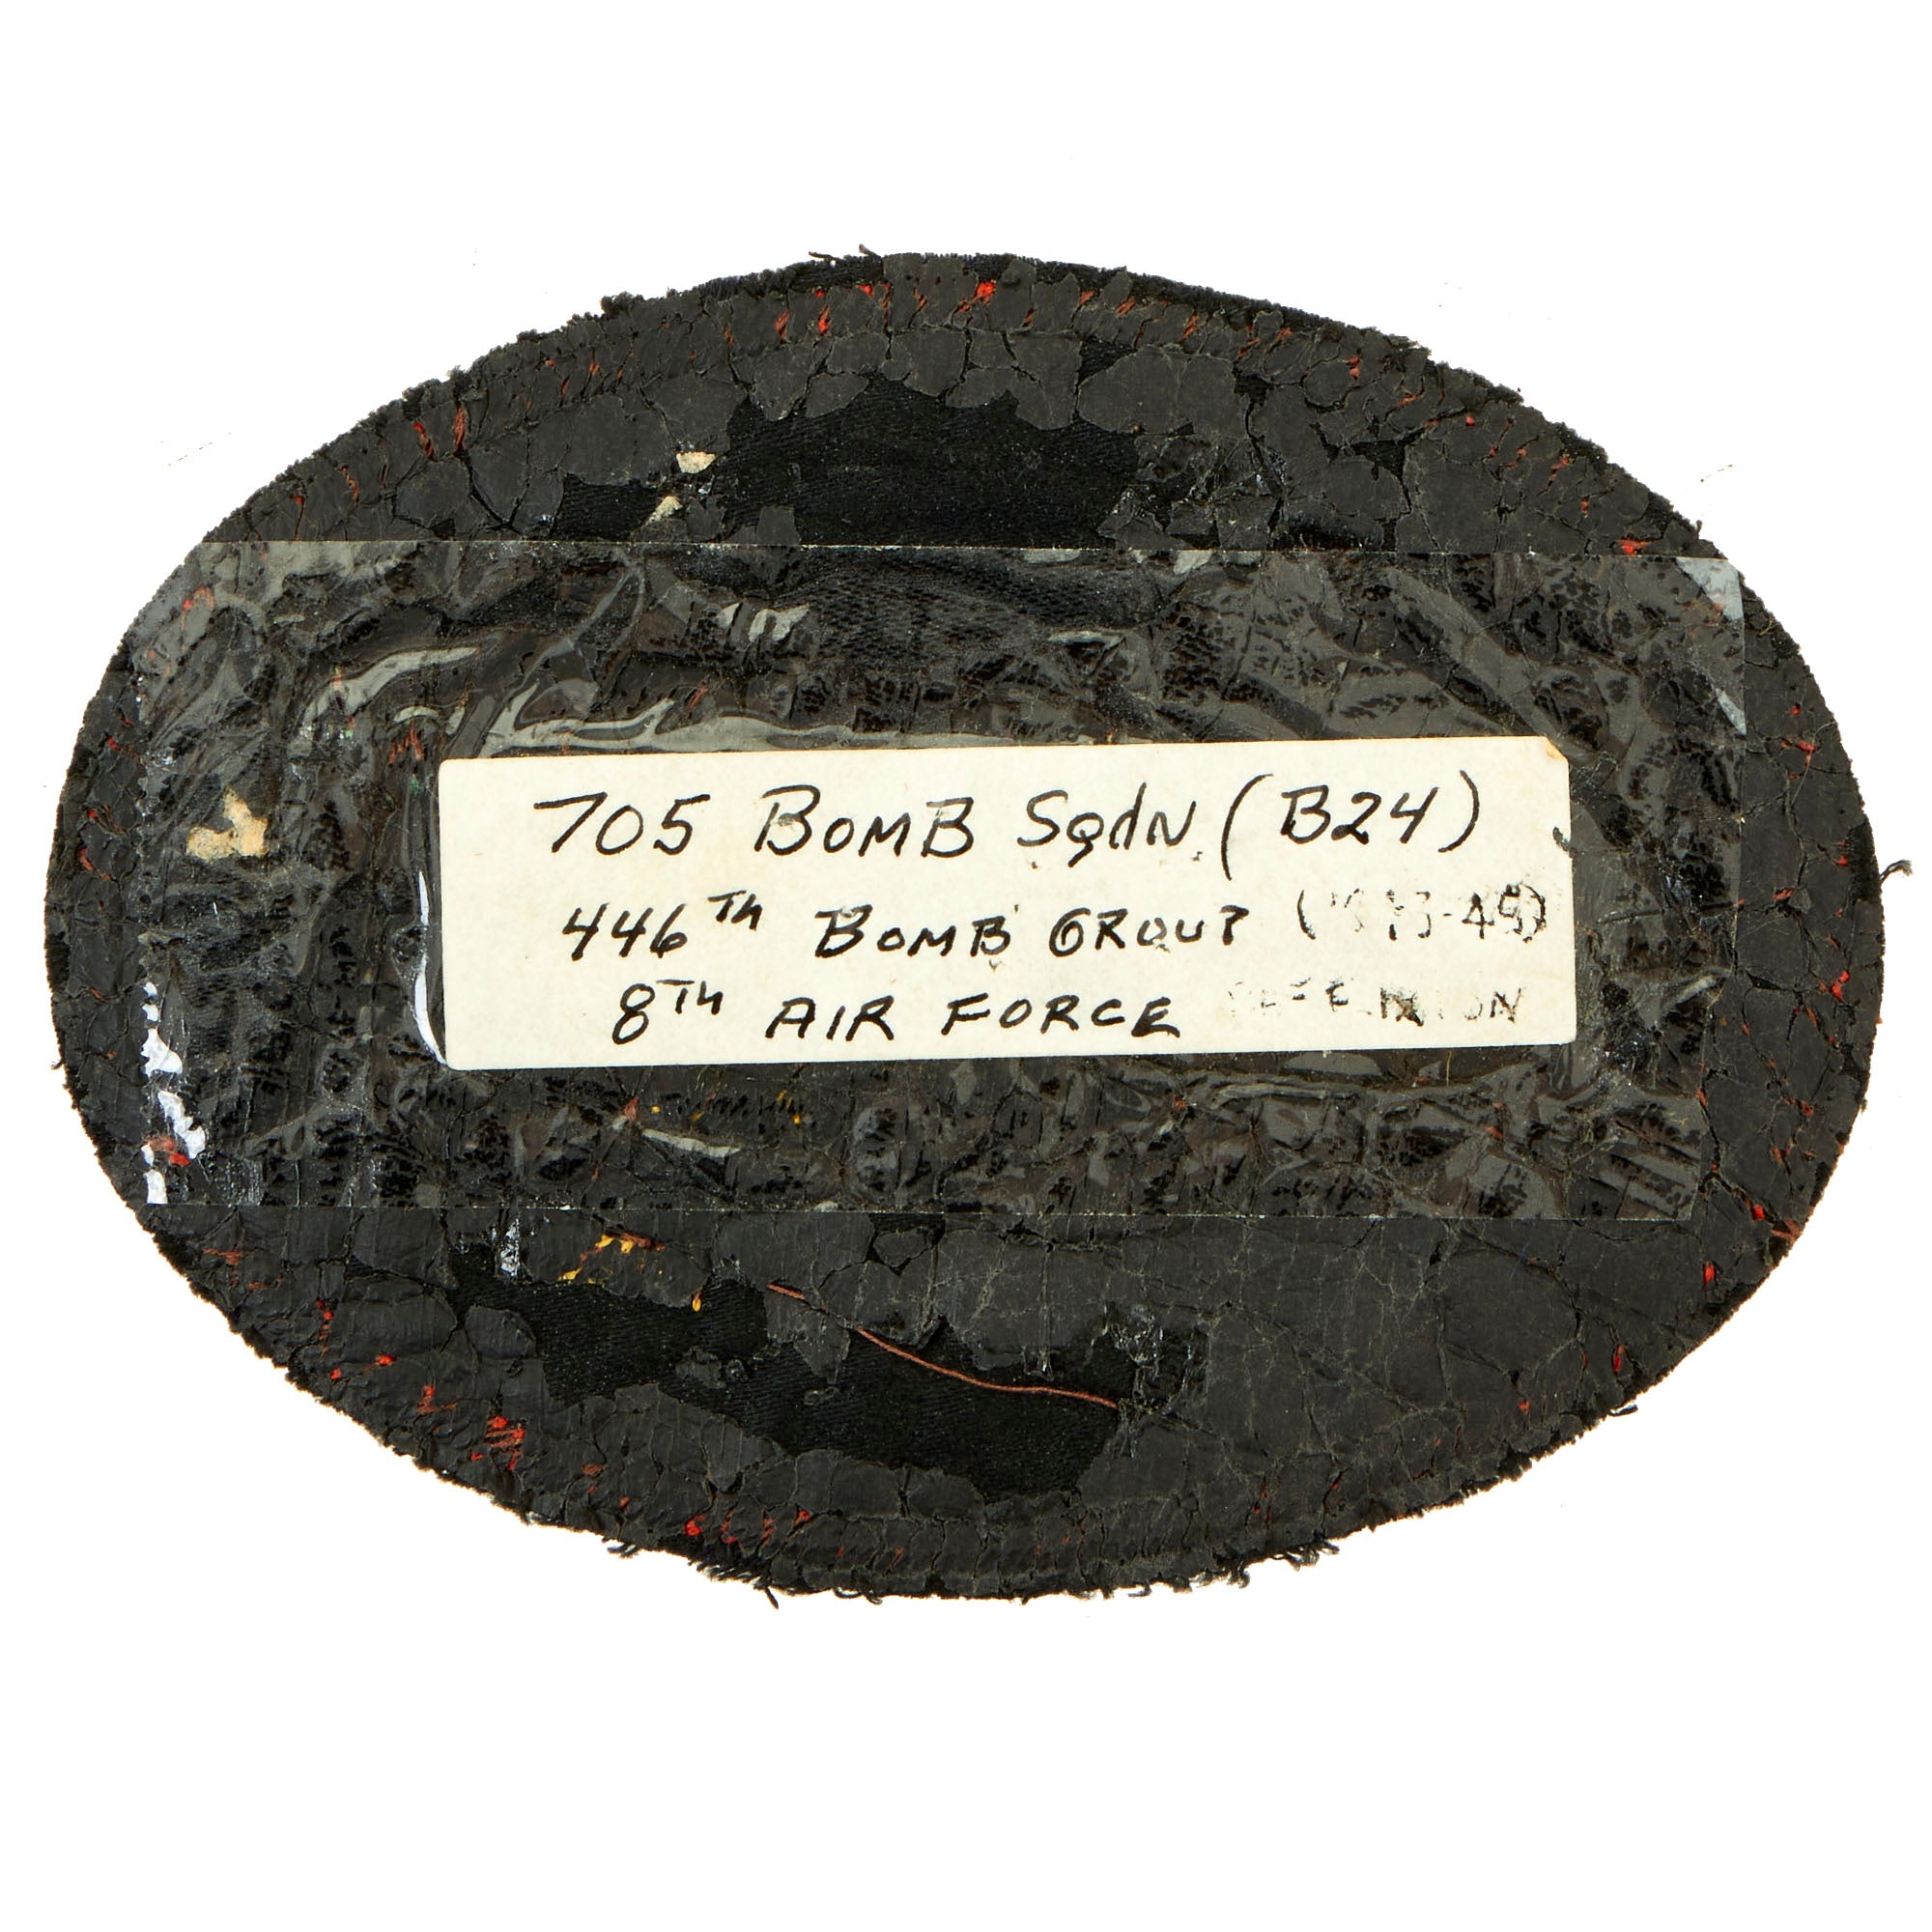 705 BOMB Sqdn. (B24)
446TH BOMB GROUP
8TH AIR FORCE